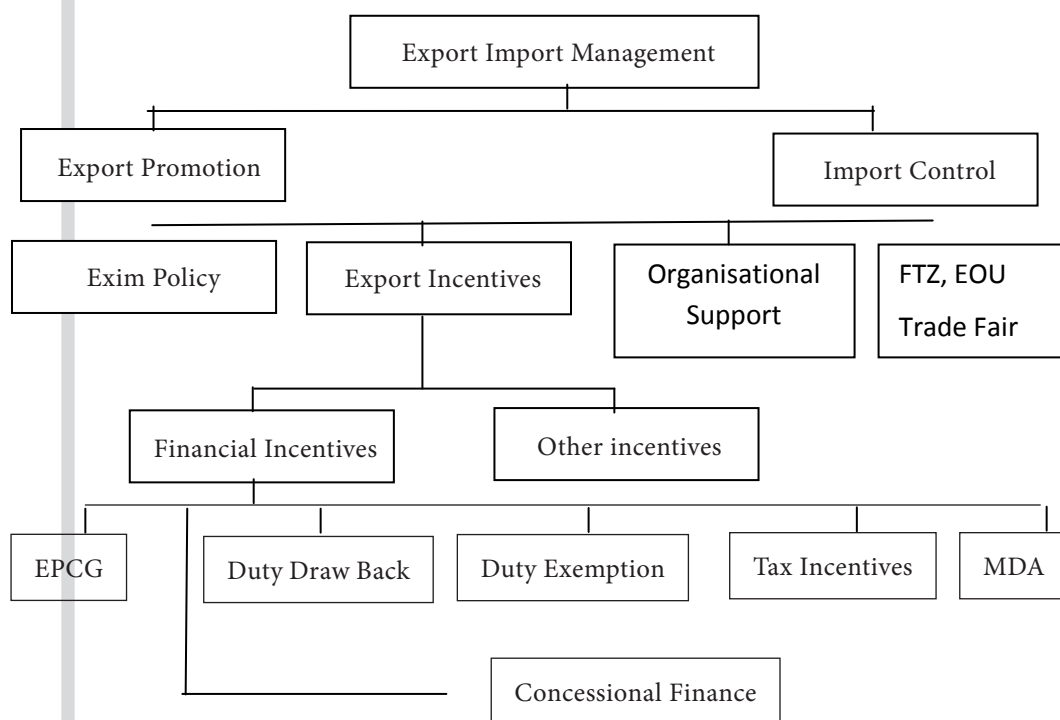 Export Import Management
Export Promotion
Import Control
Exim Policy
Export Incentives
Organisational
Support
FTZ, EOU
Trade Fair
Financial Incentives
Other incentives
EPCG
Duty Draw Back
Duty Exemption
Tax Incentives
MDA
Concessional Finance